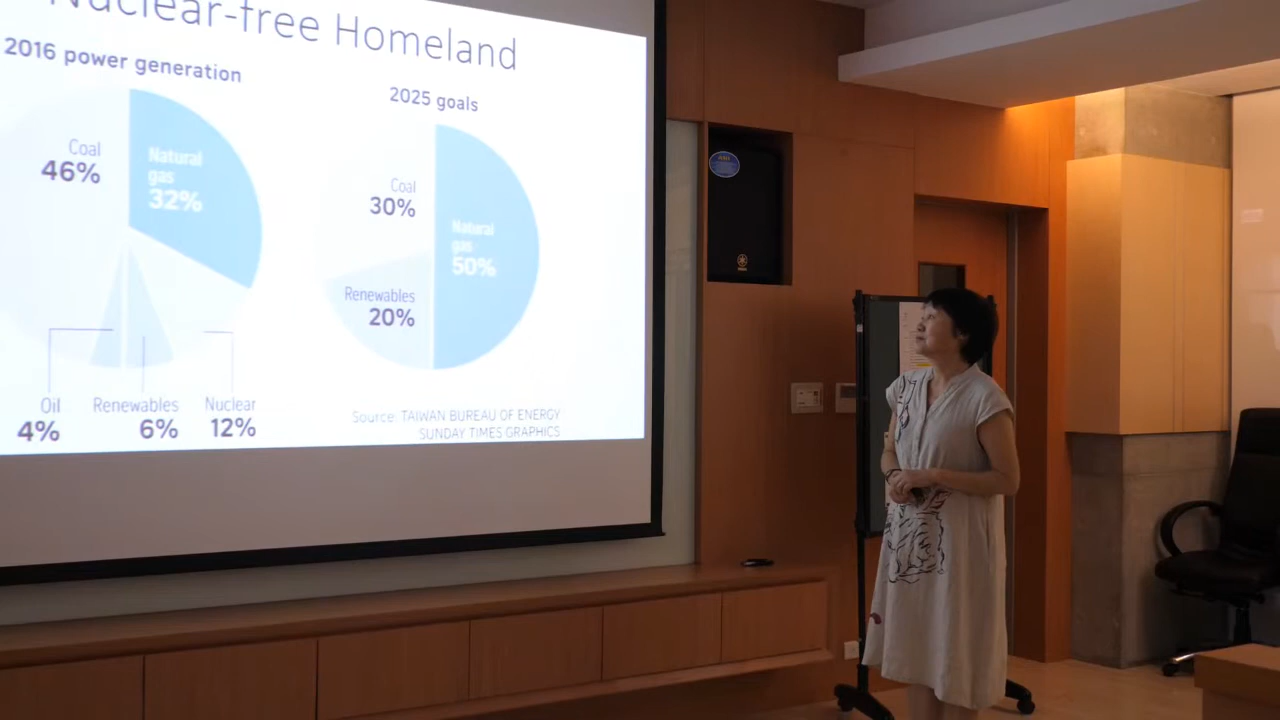 Nuclear-free Homeland
2016 power generation
2025 goals
Coal
46%
Natural
gas
32%
Oil
4%
Renewables
6%
Nuclear
12%
Coal
30%
Natural
gas
50%
Renewables
20%
Source: TAIWAN BUREAU OF ENERGY
SUNDAY TIMES GRAPHICS